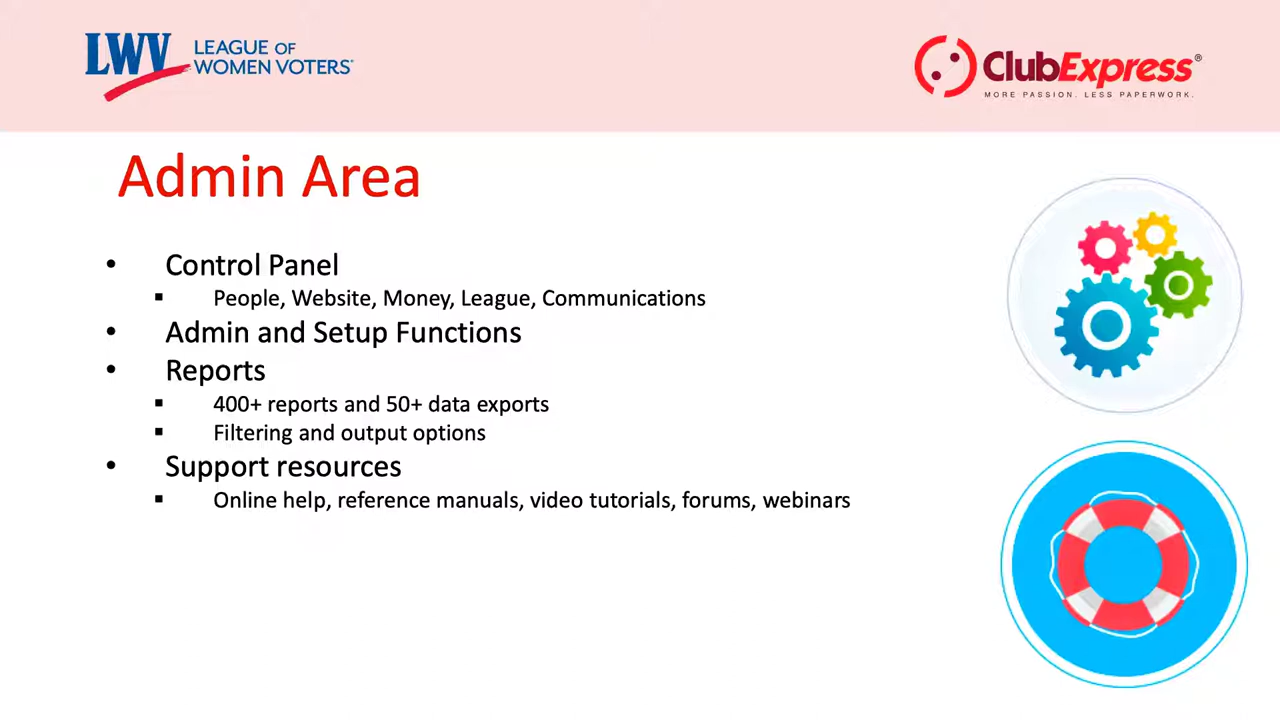 LWV LEAGUE OF
WOMEN VOTERS®
ClubExpress®
MORE PASSION. LESS PAPERWORK.
Admin Area
• Control Panel
▪ People, Website, Money, League, Communications
• Admin and Setup Functions
• Reports
▪ 400+ reports and 50+ data exports
▪ Filtering and output options
• Support resources
▪ Online help, reference manuals, video tutorials, forums, webinars